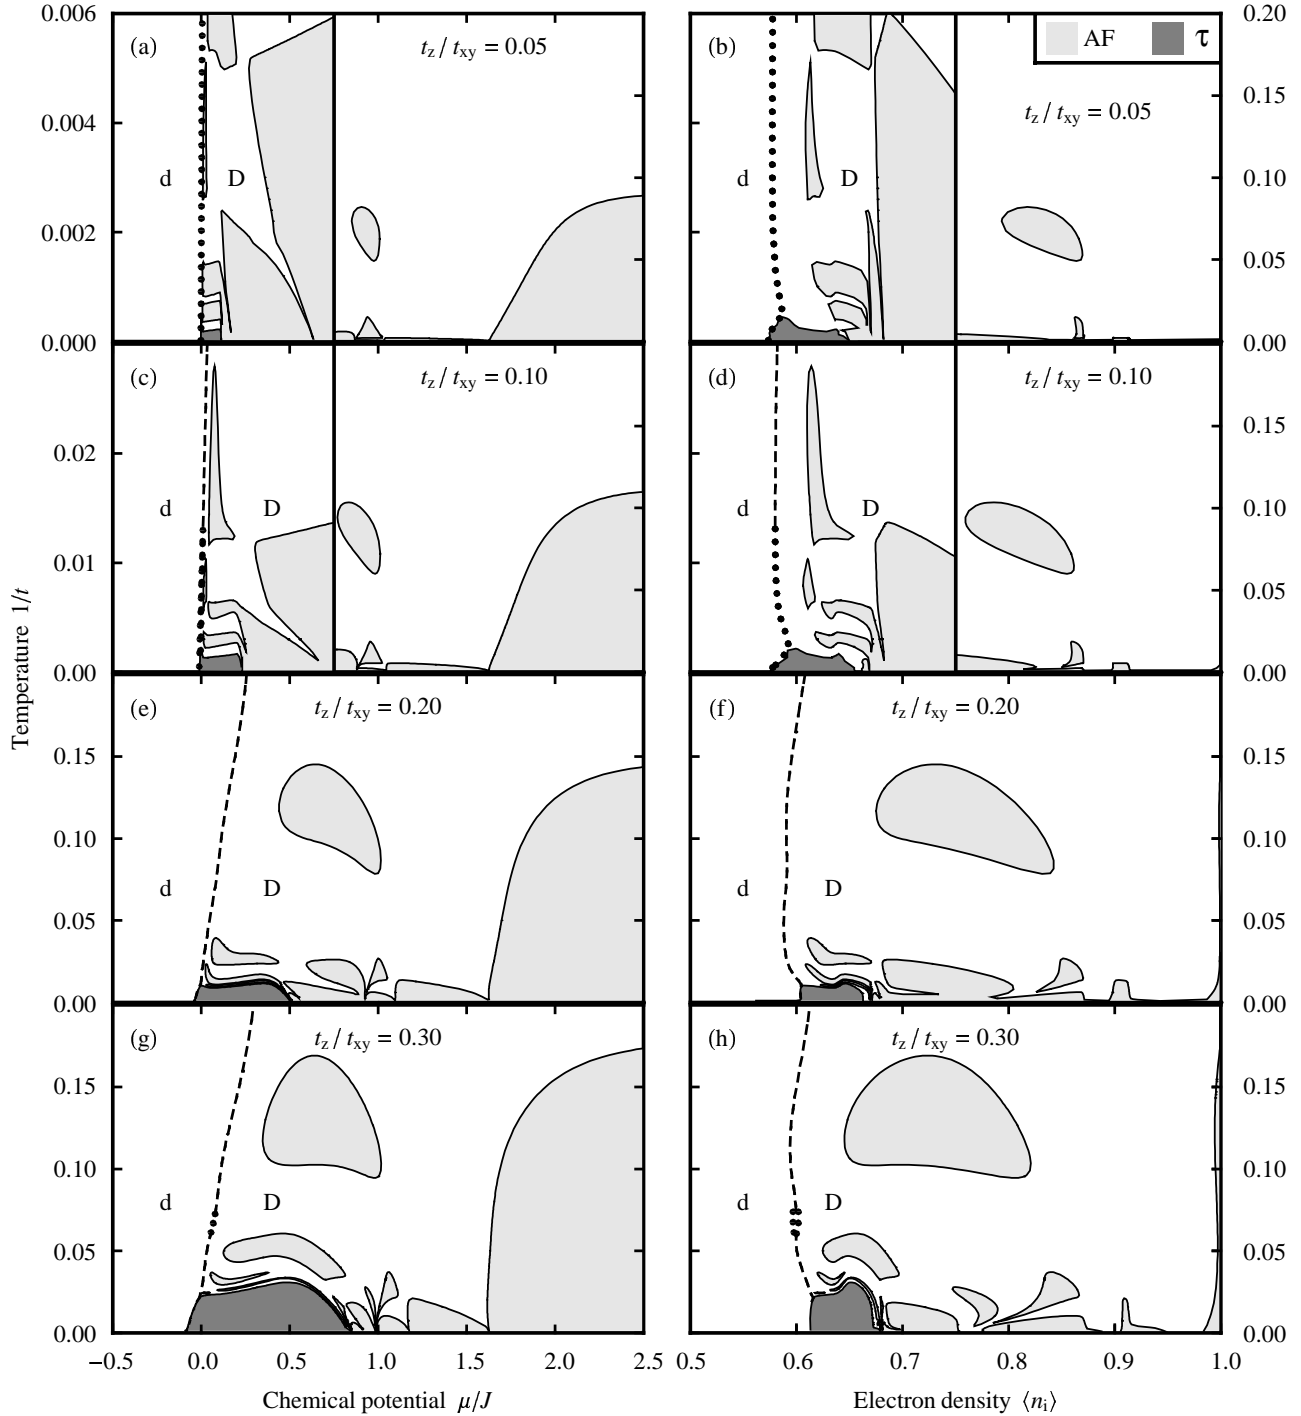 0.006
0.004
0.002
0.000
(a)
t_z / t_xy = 0.05
d
D
(b)
AF
τ
t_z / t_xy = 0.05
d
D
0.20
0.15
0.10
0.05
0.00
0.02
0.01
0.00
(c)
t_z / t_xy = 0.10
d
D
(d)
t_z / t_xy = 0.10
d
D
0.15
0.10
0.05
0.00
Temperature 1/t
0.15
0.10
0.05
0.00
(e)
t_z / t_xy = 0.20
d
D
(f)
t_z / t_xy = 0.20
d
D
0.15
0.10
0.05
0.00
0.15
0.10
0.05
0.00
(g)
t_z / t_xy = 0.30
d
D
(h)
t_z / t_xy = 0.30
d
D
0.15
0.10
0.05
0.00
−0.5 0.0 0.5 1.0 1.5 2.0 2.5
0.5 0.6 0.7 0.8 0.9 1.0
Chemical potential μ/J
Electron density ⟨n_i⟩